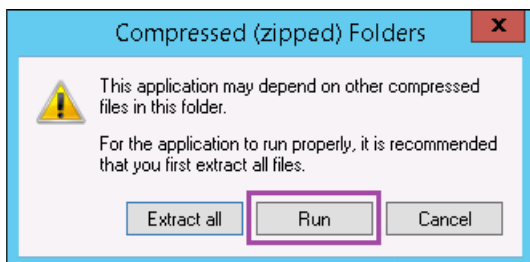 Compressed (zipped) Folders
x
This application may depend on other compressed
files in this folder.
For the application to run properly, it is recommended
that you first extract all files.
Extract all
Run
Cancel